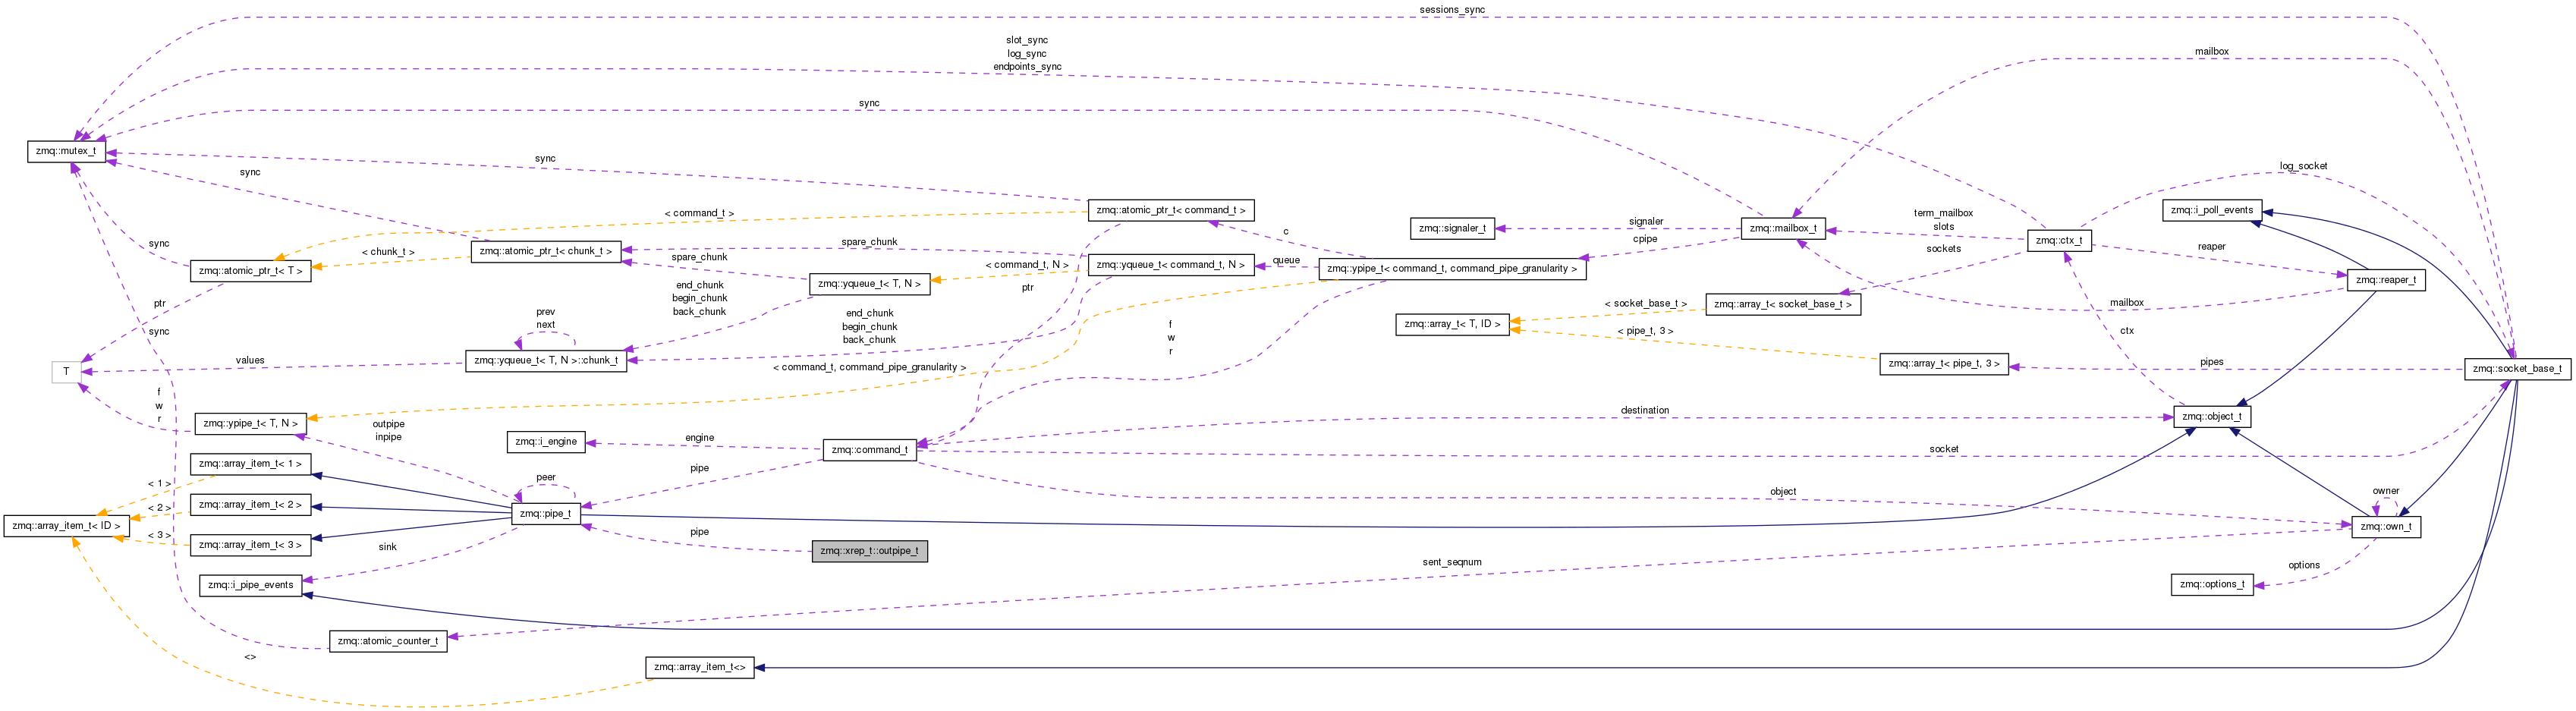 sessions_sync
slot_sync
log_sync
endpoints_sync
mailbox
sync
zmq::mutex_t
sync
sync
log_socket
< command_t >
zmq::atomic_ptr_t< command_t >
zmq::i_poll_events
signaler
zmq::signaler_t
zmq::mailbox_t
term_mailbox
slots
c
cpipe
zmq::ctx_t
sync
< chunk_t >
zmq::atomic_ptr_t< chunk_t >
spare_chunk
spare_chunk
sockets
reaper
zmq::atomic_ptr_t< T >
< command_t, N >
zmq::yqueue_t< command_t, N >
queue
zmq::ypipe_t< command_t, command_pipe_granularity >
zmq::yqueue_t< T, N >
zmq::reaper_t
ptr
ptr
end_chunk
begin_chunk
back_chunk
< socket_base_t >
zmq::array_t< socket_base_t >
mailbox
prev
next
end_chunk
begin_chunk
back_chunk
f
w
r
zmq::array_t< T, ID >
< pipe_t, 3 >
ctx
sync
values
zmq::yqueue_t< T, N >::chunk_t
zmq::array_t< pipe_t, 3 >
pipes
zmq::socket_base_t
T
< command_t, command_pipe_granularity >
f
w
r
zmq::ypipe_t< T, N >
outpipe
inpipe
destination
zmq::object_t
zmq::i_engine
engine
zmq::command_t
socket
zmq::array_item_t< 1 >
pipe
peer
< 1 >
object
owner
zmq::array_item_t< 2 >
< 2 >
zmq::pipe_t
zmq::array_item_t< ID >
zmq::own_t
< 3 >
zmq::array_item_t< 3 >
sink
pipe
zmq::xrep_t::outpipe_t
sent_seqnum
options
zmq::i_pipe_events
zmq::options_t
zmq::atomic_counter_t
<>
zmq::array_item_t<>